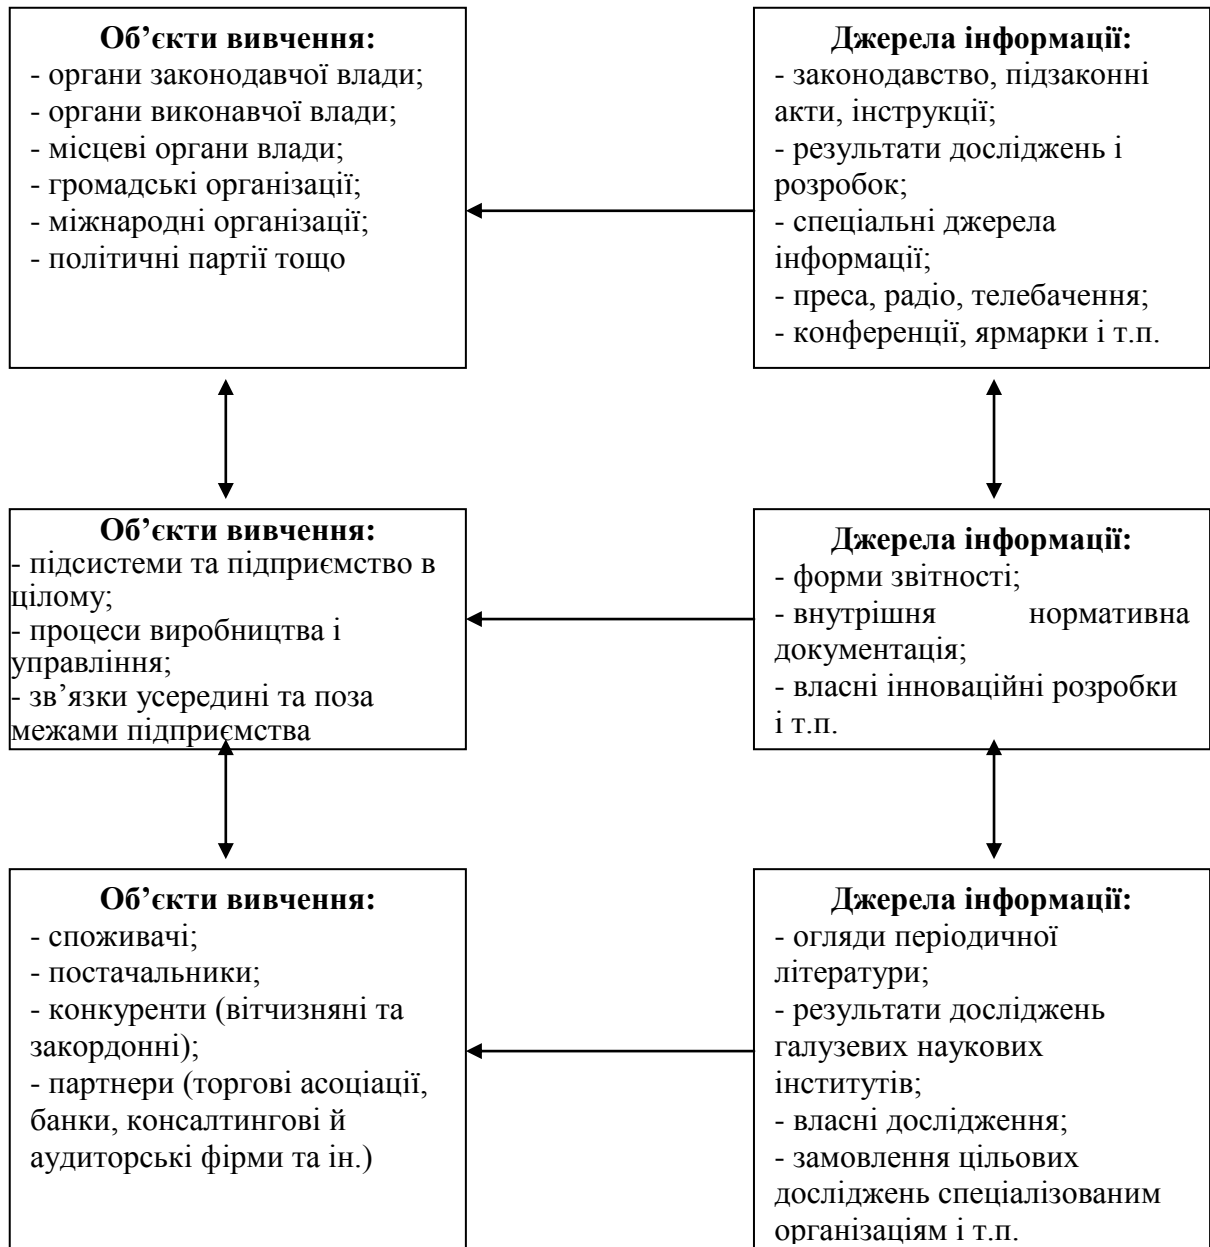 Об’єкти вивчення:
- органи законодавчої влади;
- органи виконавчої влади;
- місцеві органи влади;
- громадські організації;
- міжнародні організації;
- політичні партії тощо
Джерела інформації:
- законодавство, підзаконні
акти, інструкції;
- результати досліджень і
розробок;
- спеціальні джерела
інформації;
- преса, радіо, телебачення;
- конференції, ярмарки і т.п.
Об’єкти вивчення:
- підсистеми та підприємство в
цілому;
- процеси виробництва і
управління;
- зв’язки усередині та поза
межами підприємства
Джерела інформації:
- форми звітності;
- внутрішня нормативна
документація;
- власні інноваційні розробки
і т.п.
Об’єкти вивчення:
- споживачі;
- постачальники;
- конкуренти (вітчизняні та
закордонні);
- партнери (торгові асоціації,
банки, консалтингові й
аудиторські фірми та ін.)
Джерела інформації:
- огляди періодичної
літератури;
- результати досліджень
галузевих наукових
інститутів;
- власні дослідження;
- замовлення цільових
досліджень спеціалізованим
організаціям і т.п.